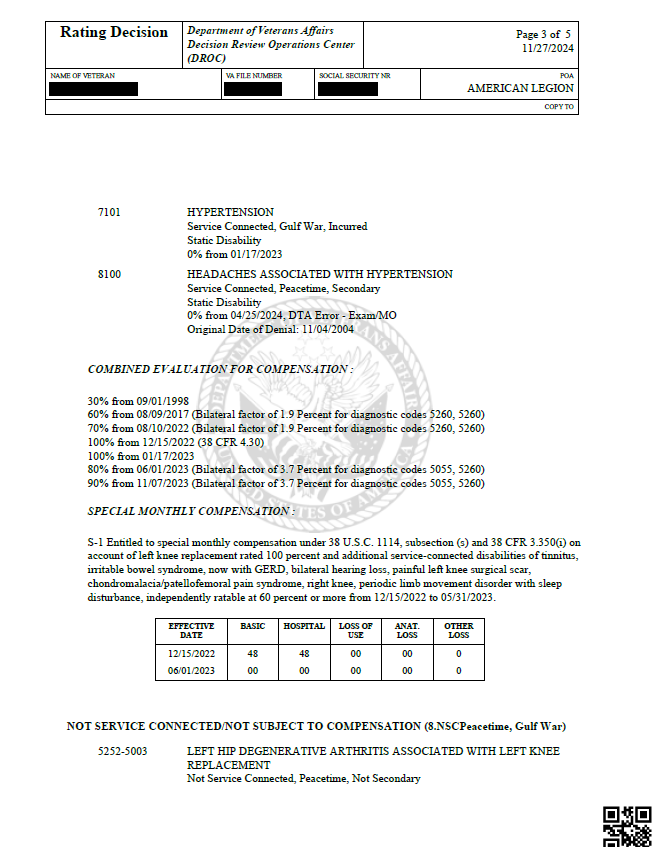 Rating Decision
Department of Veterans Affairs
Decision Review Operations Center
(DROC)
Page 3 of 5
11/27/2024
NAME OF VETERAN
VA FILE NUMBER
SOCIAL SECURITY NR
POA
AMERICAN LEGION
COPY TO
7101 HYPERTENSION
Service Connected, Gulf War, Incurred
Static Disability
0% from 01/17/2023
8100 HEADACHES ASSOCIATED WITH HYPERTENSION
Service Connected, Peacetime, Secondary
Static Disability
0% from 04/25/2024, DTA Error - Exam/MO
Original Date of Denial: 11/04/2004
COMBINED EVALUATION FOR COMPENSATION :
30% from 09/01/1998
60% from 08/09/2017 (Bilateral factor of 1.9 Percent for diagnostic codes 5260, 5260)
70% from 08/10/2022 (Bilateral factor of 1.9 Percent for diagnostic codes 5260, 5260)
100% from 12/15/2022 (38 CFR 4.30)
100% from 01/17/2023
80% from 06/01/2023 (Bilateral factor of 3.7 Percent for diagnostic codes 5055, 5260)
90% from 11/07/2023 (Bilateral factor of 3.7 Percent for diagnostic codes 5055, 5260)
SPECIAL MONTHLY COMPENSATION :
S-1 Entitled to special monthly compensation under 38 U.S.C. 1114, subsection (s) and 38 CFR 3.350(i) on
account of left knee replacement rated 100 percent and additional service-connected disabilities of tinnitus,
irritable bowel syndrome, now with GERD, bilateral hearing loss, painful left knee surgical scar,
chondromalacia/patellofemoral pain syndrome, right knee, periodic limb movement disorder with sleep
disturbance, independently ratable at 60 percent or more from 12/15/2022 to 05/31/2023.
EFFECTIVE DATE BASIC HOSPITAL LOSS OF USE ANAT. LOSS OTHER LOSS
12/15/2022 48 48 00 00 0
06/01/2023 00 00 00 00 0
NOT SERVICE CONNECTED/NOT SUBJECT TO COMPENSATION (8.NSCPeacetime, Gulf War)
5252-5003 LEFT HIP DEGENERATIVE ARTHRITIS ASSOCIATED WITH LEFT KNEE
REPLACEMENT
Not Service Connected, Peacetime, Not Secondary
DEPARTMENT OF VETERANS AFFAIRS
UNITED STATES OF AMERICA